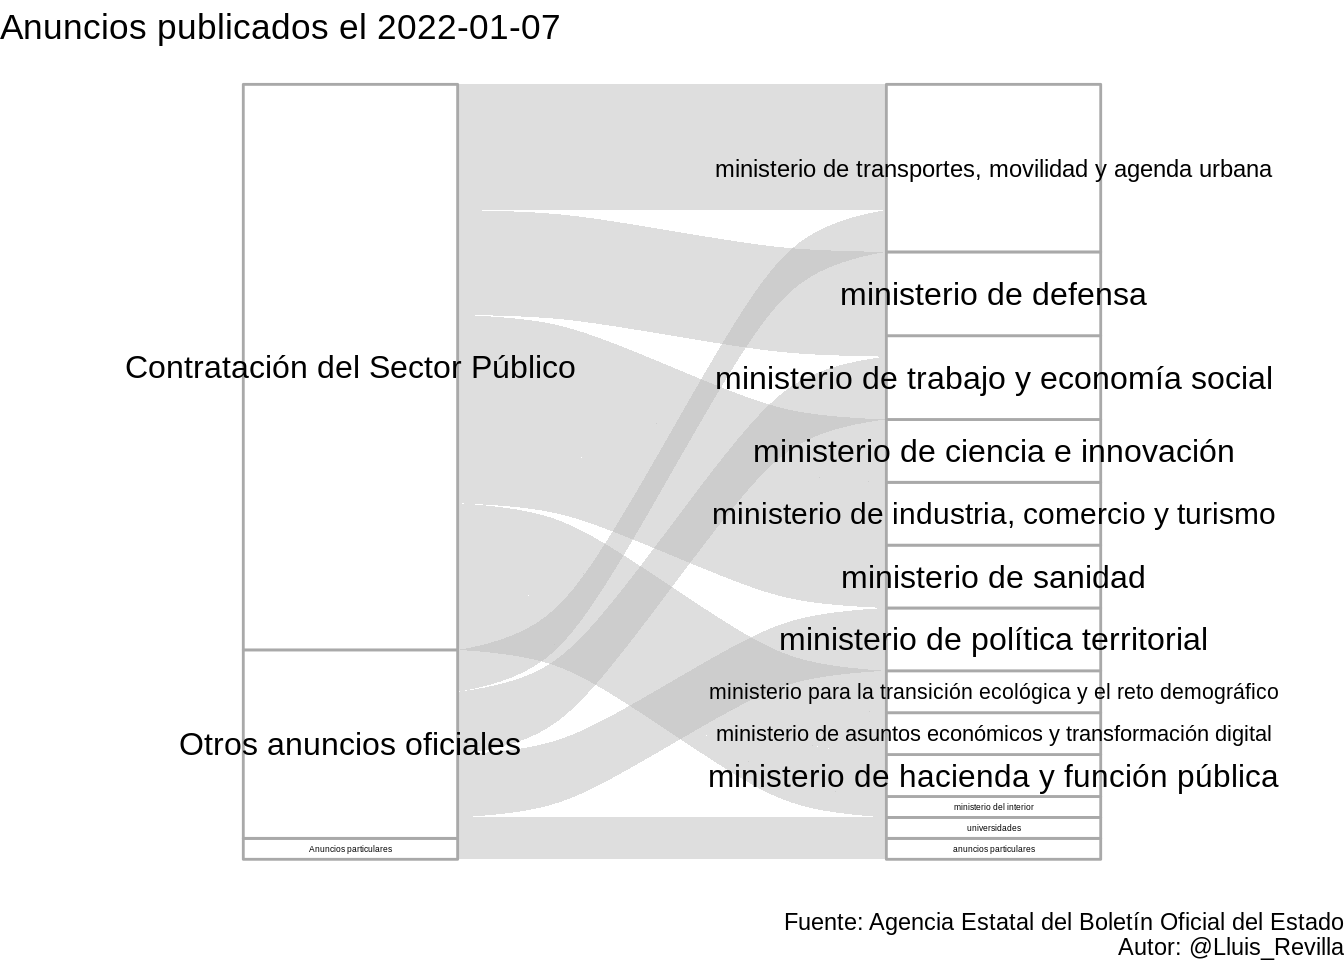 Anuncios publicados el 2022-01-07
ministerio de transportes, movilidad y agenda urbana
ministerio de defensa
Contratación del Sector Público
ministerio de trabajo y economía social
ministerio de ciencia e innovación
ministerio de industria, comercio y turismo
ministerio de sanidad
ministerio de política territorial
ministerio para la transición ecológica y el reto demográfico
ministerio de asuntos económicos y transformación digital
Otros anuncios oficiales
ministerio de hacienda y función pública
ministerio del interior
universidades
Anuncios particulares
anuncios particulares
Fuente: Agencia Estatal del Boletín Oficial del Estado
Autor: @Lluis_Revilla